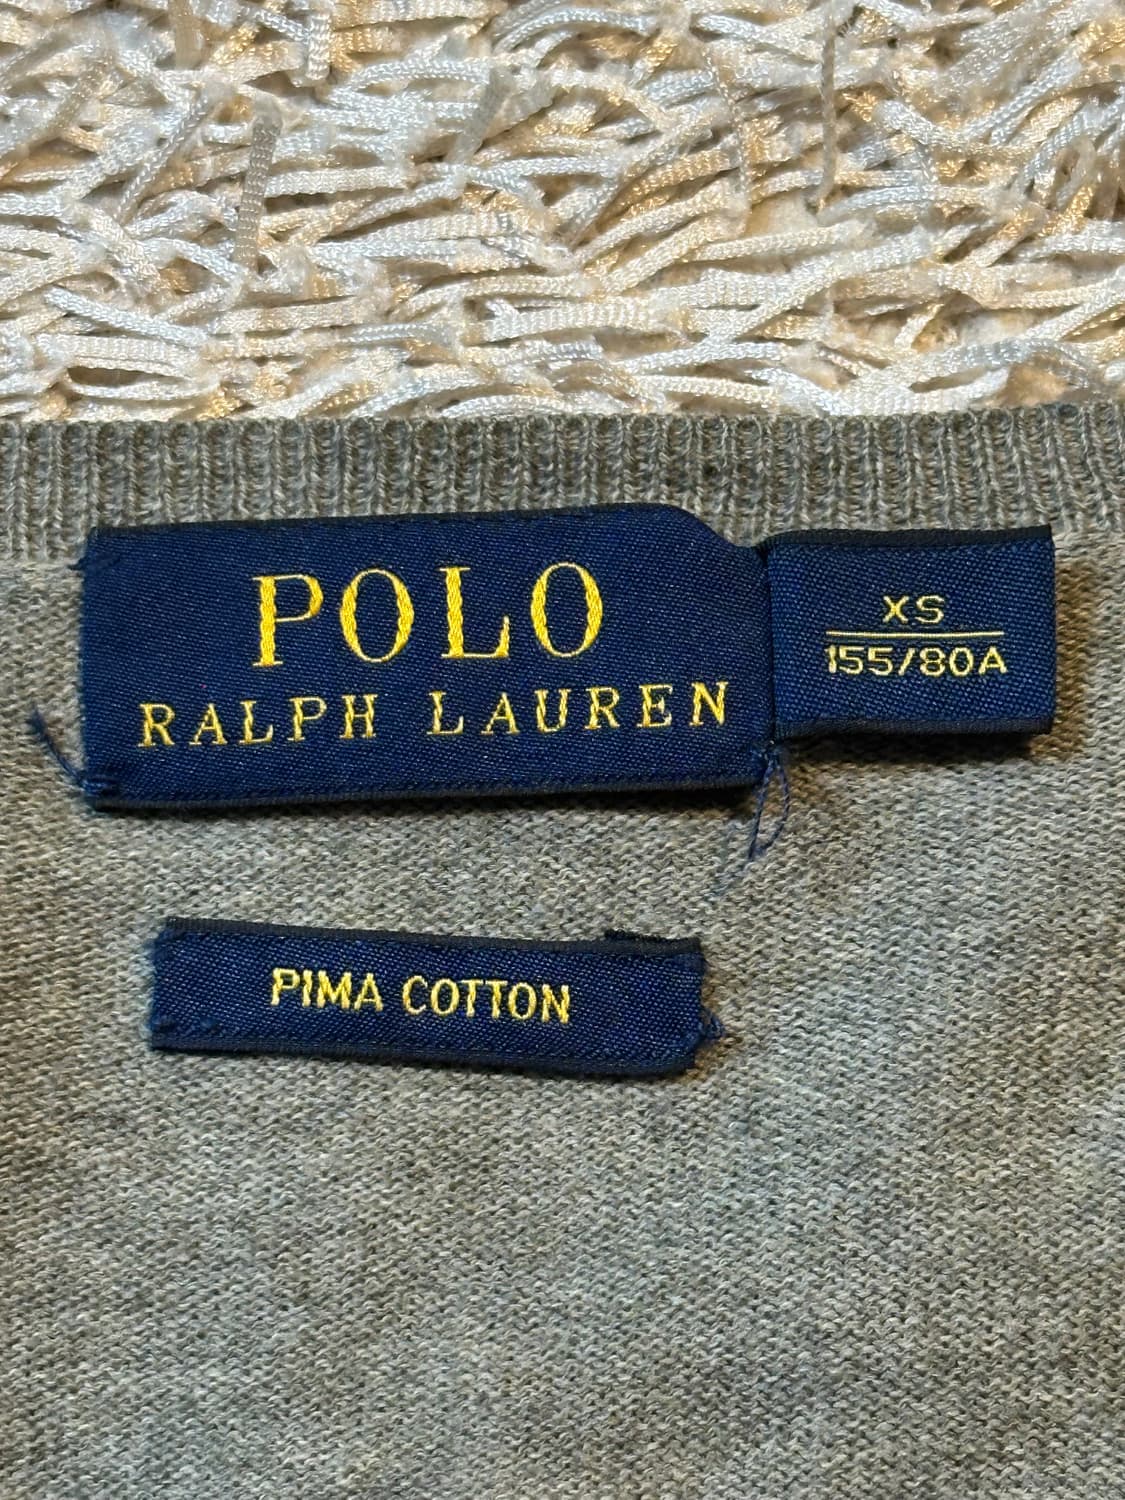 POLO
RALPH LAUREN
XS
155/80A
PIMA COTTON